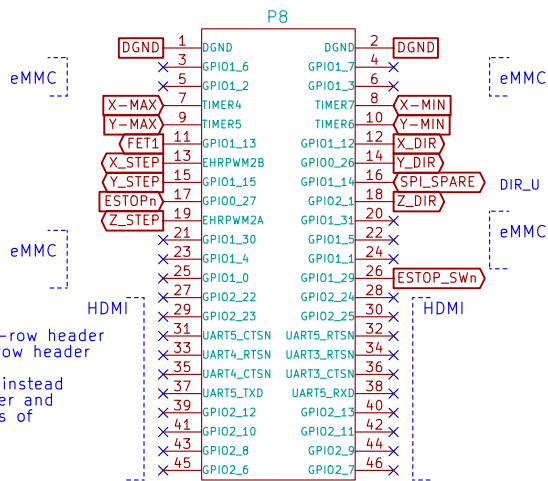 P8
DGND 1 DGND DGND 2 DGND
3 GPIO1_6 GPIO1_7 4
eMMC 5 GPIO1_2 GPIO1_3 6 eMMC
X-MAX 7 TIMER4 TIMER7 8 X-MIN
Y-MAX 9 TIMER5 TIMER6 10 Y-MIN
FET1 11 GPIO1_13 GPIO1_12 12 X_DIR
X_STEP 13 EHRPWM2B GPIO0_26 14 Y_DIR
Y_STEP 15 GPIO1_15 GPIO1_14 16 SPI_SPARE DIR_U
ESTOPn 17 GPIO0_27 GPIO2_1 18 Z_DIR
Z_STEP 19 EHRPWM2A GPIO1_31 20
21 GPIO1_30 GPIO1_5 22 eMMC
eMMC 23 GPIO1_4 GPIO1_1 24
25 GPIO1_0 GPIO1_29 26 ESTOP_SWn
27 GPIO2_22 GPIO2_24 28
HDMI 29 GPIO2_23 GPIO2_25 30 HDMI
-row header 31 UART5_CTSN UART5_RTSN 32
row header 33 UART4_RTSN UART3_RTSN 34
35 UART4_CTSN UART3_CTSN 36
instead
er and 37 UART5_TXD UART5_RXD 38
s of 39 GPIO2_12 GPIO2_13 40
41 GPIO2_10 GPIO2_11 42
43 GPIO2_8 GPIO2_9 44
45 GPIO2_6 GPIO2_7 46